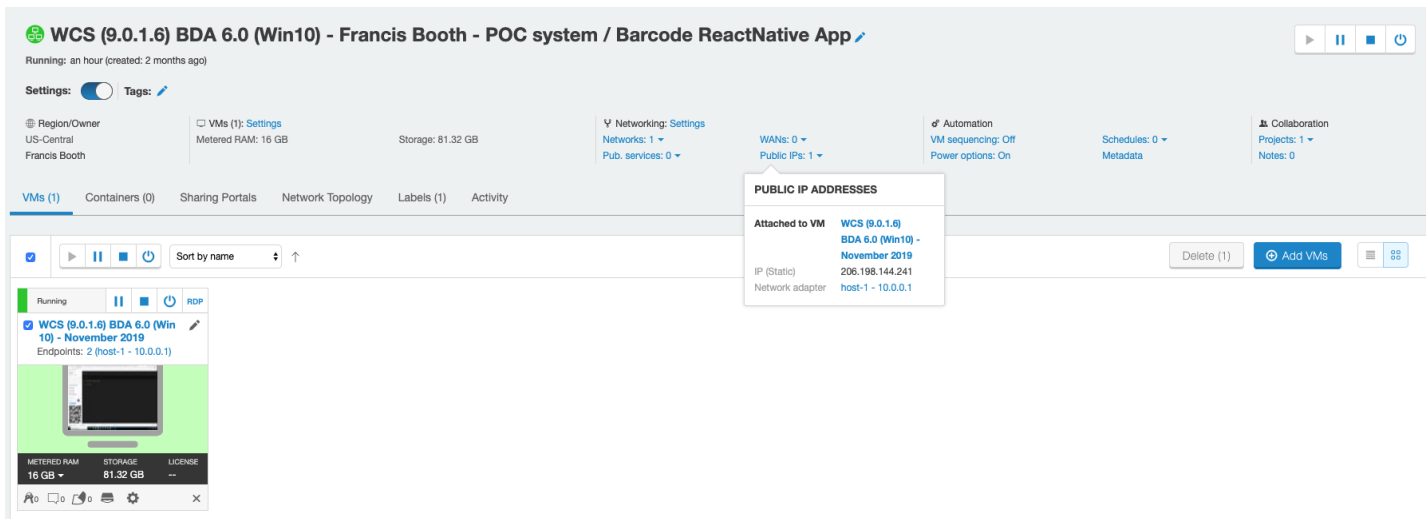 WCS (9.0.1.6) BDA 6.0 (Win10) - Francis Booth - POC system / Barcode ReactNative App
Running: an hour (created: 2 months ago)
Settings: Tags:
Region/Owner
US-Central
Francis Booth
VMs (1): Settings
Metered RAM: 16 GB
Storage: 81.32 GB
Networking: Settings
Networks: 1
WANs: 0
Pub. services: 0
Public IPs: 1
Automation
VM sequencing: Off
Schedules: 0
Power options: On
Metadata
Collaboration
Projects: 1
Notes: 0
VMs (1) Containers (0) Sharing Portals Network Topology Labels (1) Activity
PUBLIC IP ADDRESSES
Attached to VM WCS (9.0.1.6)
BDA 6.0 (Win10) -
November 2019
IP (Static) 206.198.144.241
Network adapter host-1 - 10.0.0.1
Sort by name
Delete (1) Add VMs
Running RDP
WCS (9.0.1.6) BDA 6.0 (Win
10) - November 2019
Endpoints: 2 (host-1 - 10.0.0.1)
METERED RAM STORAGE LICENSE
16 GB 81.32 GB --
0 0 0